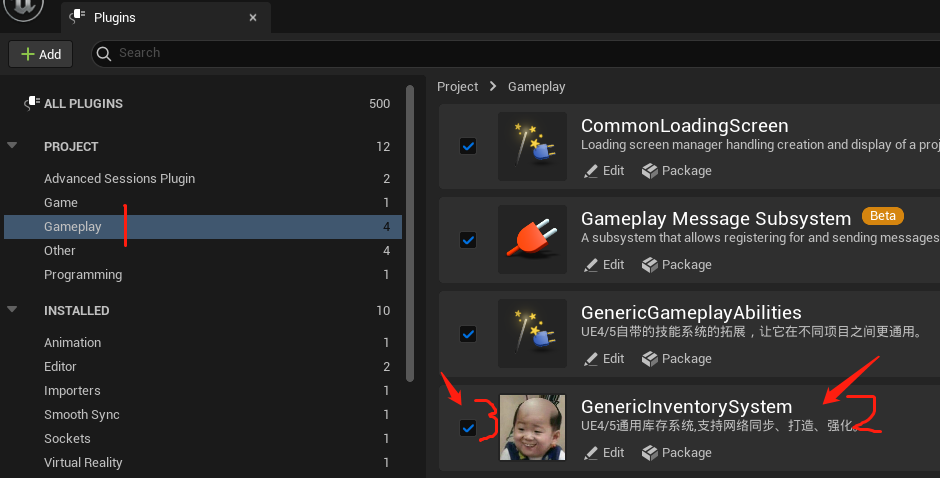 Plugins
Add
Search
ALL PLUGINS 500
PROJECT 12
Advanced Sessions Plugin 2
Game 1
Gameplay 4
Other 4
Programming 1
INSTALLED 10
Animation 1
Editor 2
Importers 1
Smooth Sync 1
Sockets 1
Virtual Reality 1
Project > Gameplay
CommonLoadingScreen
Loading screen manager handling creation and display of a proj
Edit Package
Gameplay Message Subsystem Beta
A subsystem that allows registering for and sending messages
Edit Package
GenericGameplayAbilities
UE4/5自带的技能系统的拓展，让它在不同项目之间更通用。
Edit Package
3 GenericInventorySystem 2
UE4/5通用库存系统,支持网络同步、打造、强化。
Edit Package